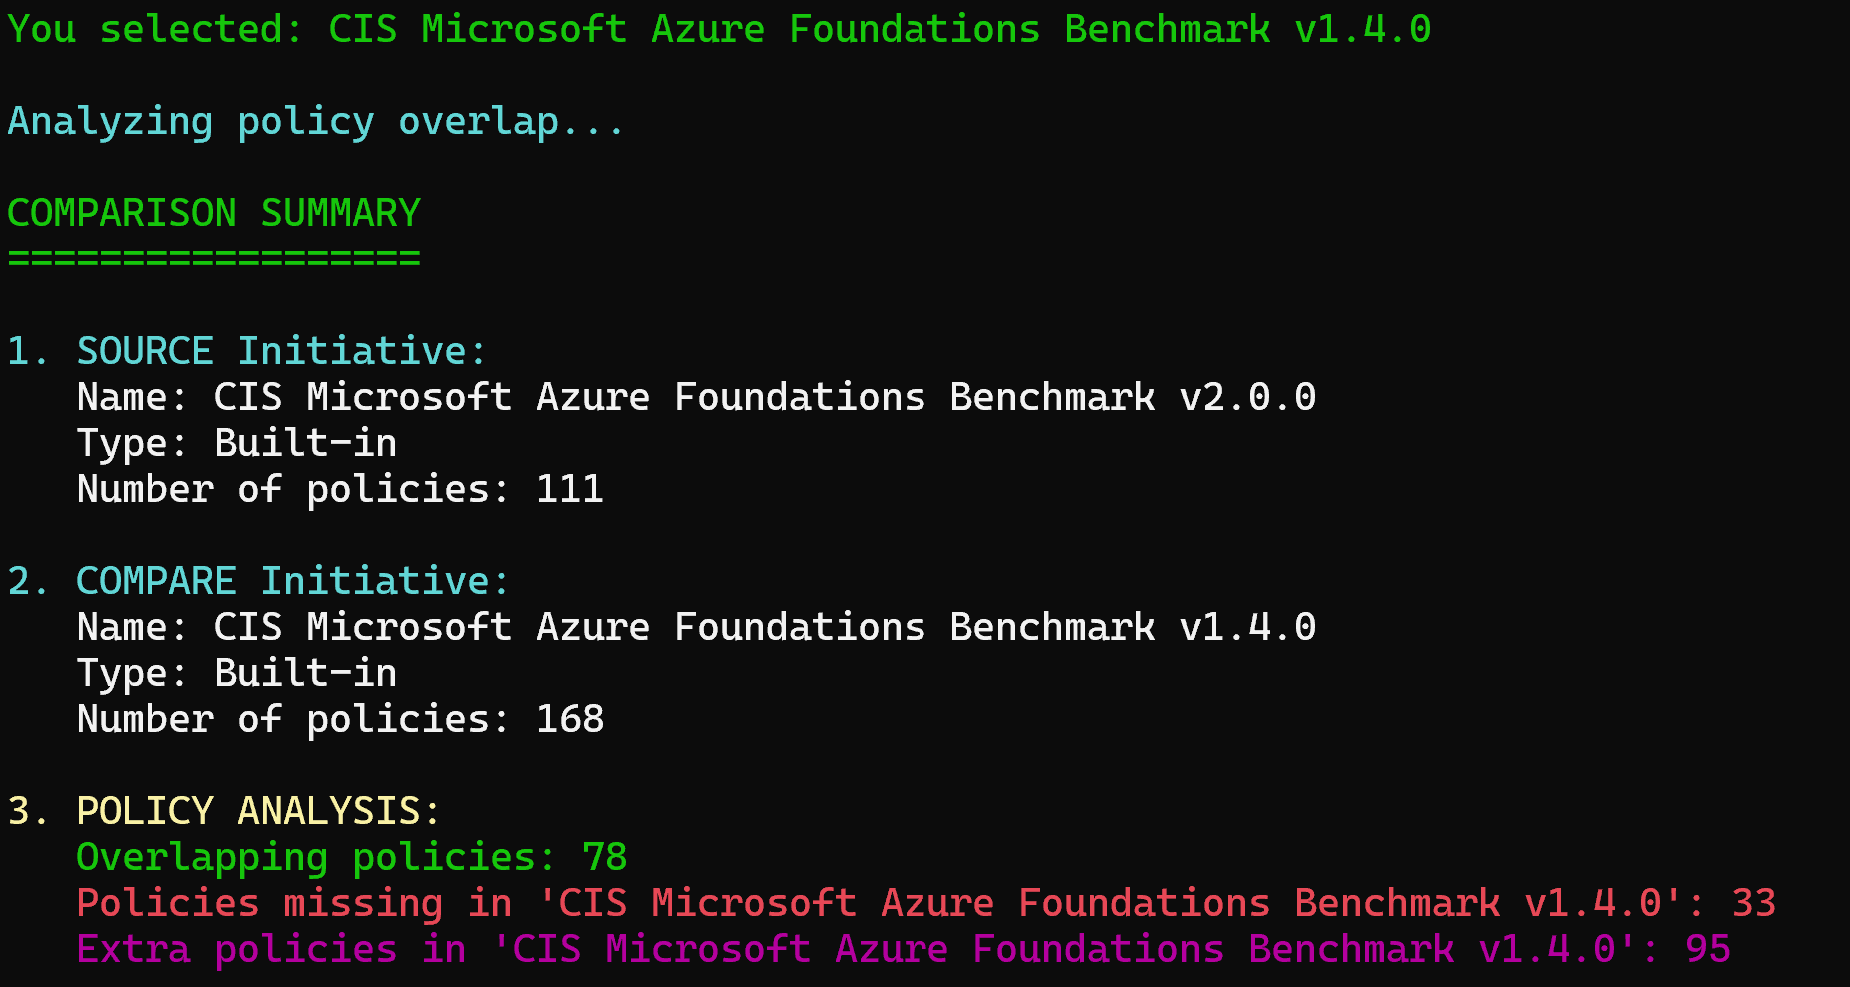 You selected: CIS Microsoft Azure Foundations Benchmark v1.4.0
Analyzing policy overlap...
COMPARISON SUMMARY
==================
1. SOURCE Initiative:
Name: CIS Microsoft Azure Foundations Benchmark v2.0.0
Type: Built-in
Number of policies: 111
2. COMPARE Initiative:
Name: CIS Microsoft Azure Foundations Benchmark v1.4.0
Type: Built-in
Number of policies: 168
3. POLICY ANALYSIS:
Overlapping policies: 78
Policies missing in 'CIS Microsoft Azure Foundations Benchmark v1.4.0': 33
Extra policies in 'CIS Microsoft Azure Foundations Benchmark v1.4.0': 95